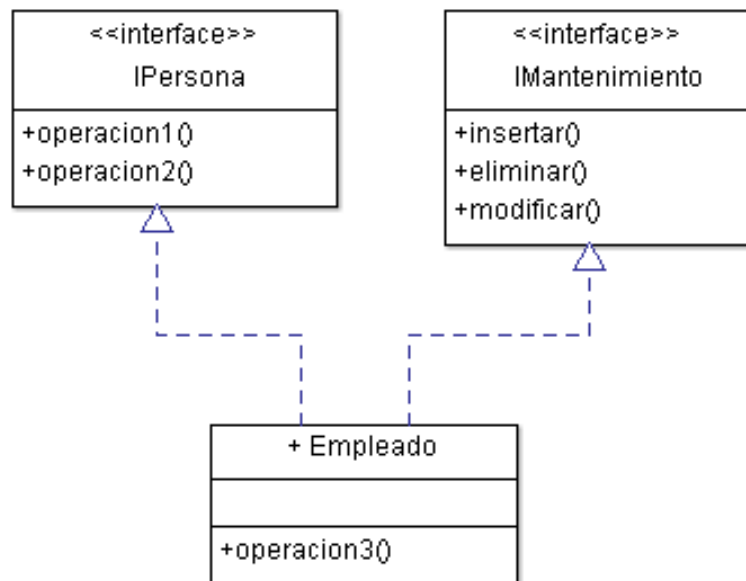 <<interface>>
IPersona
+operacion1()
+operacion2()
<<interface>>
IMantenimiento
+insertar()
+eliminar()
+modificar()
+ Empleado
+operacion3()